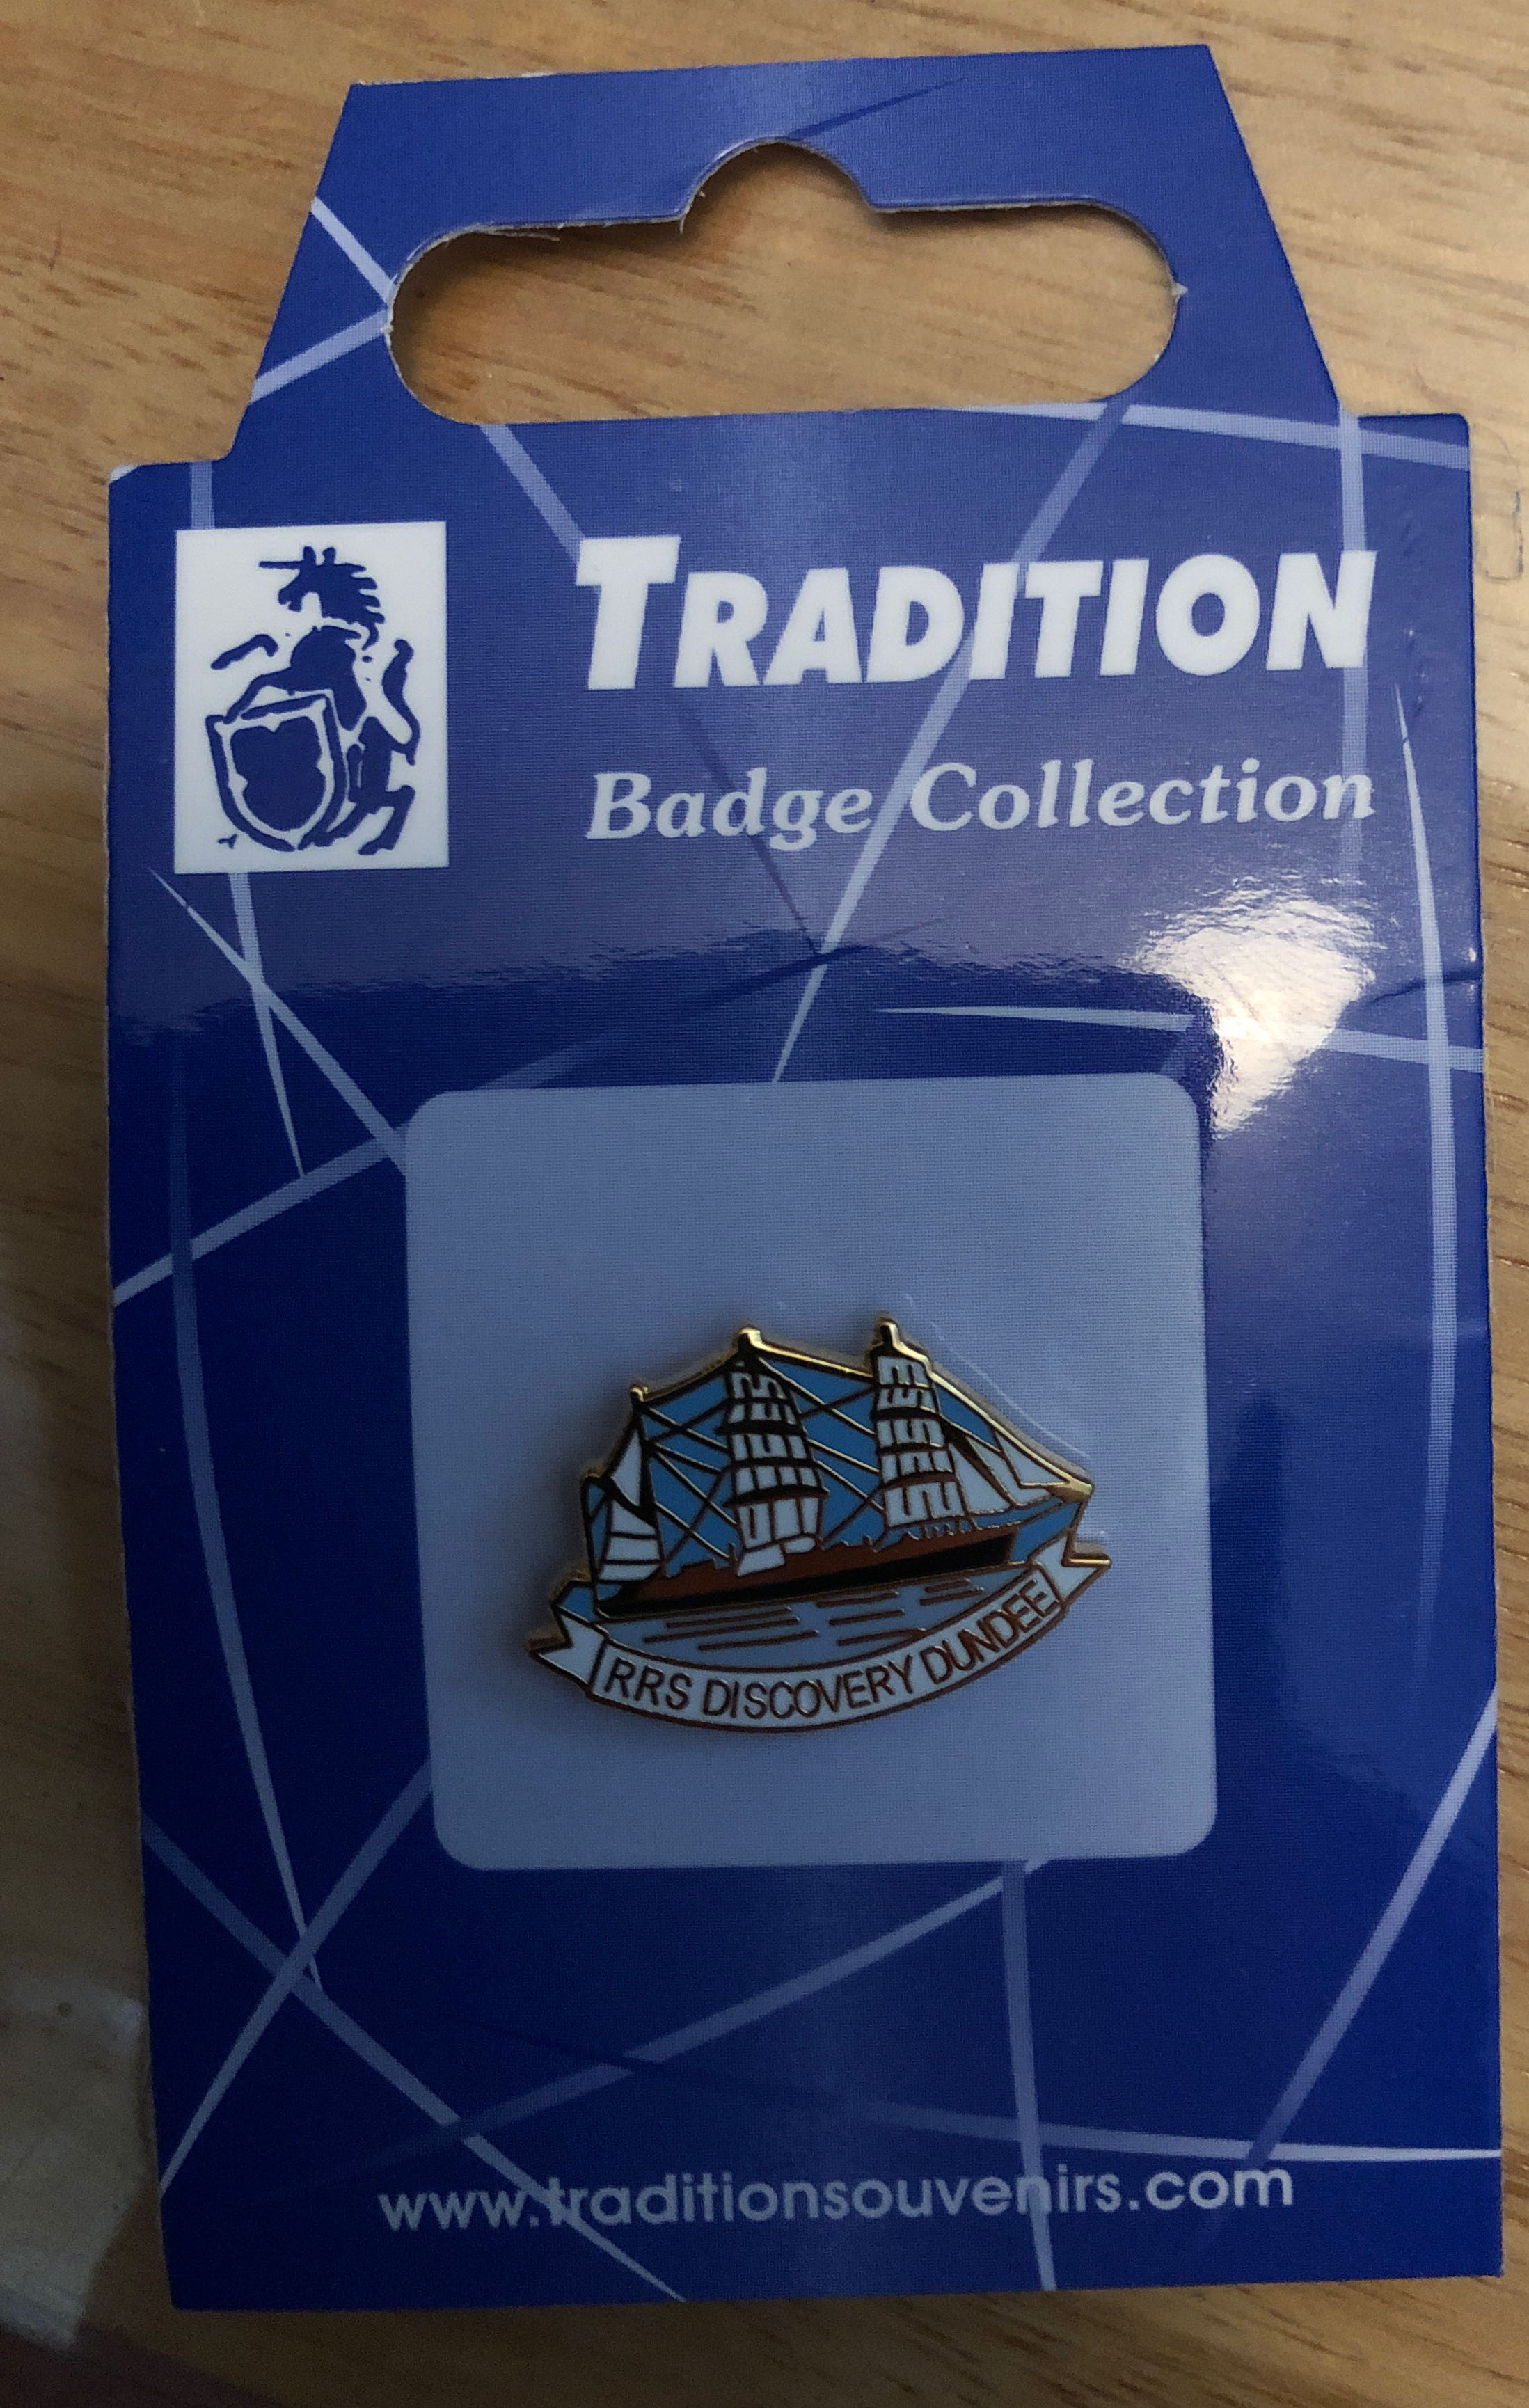 TRADITION
Badge Collection
RRS DISCOVERY DUNDEE
www.traditionsouvenirs.com